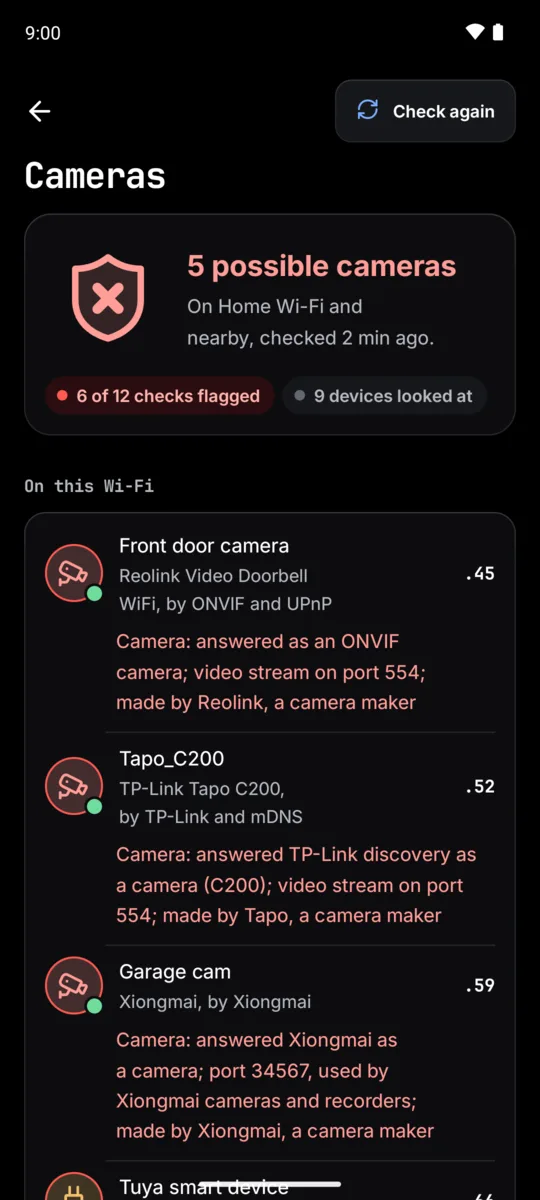 9:00
Check again
Cameras
5 possible cameras
On Home Wi-Fi and
nearby, checked 2 min ago.
6 of 12 checks flagged
9 devices looked at
On this Wi-Fi
Front door camera
Reolink Video Doorbell
WiFi, by ONVIF and UPnP
.45
Camera: answered as an ONVIF
camera; video stream on port 554;
made by Reolink, a camera maker
Tapo_C200
TP-Link Tapo C200,
by TP-Link and mDNS
.52
Camera: answered TP-Link discovery as
a camera (C200); video stream on port
554; made by Tapo, a camera maker
Garage cam
Xiongmai, by Xiongmai
.59
Camera: answered Xiongmai as
a camera; port 34567, used by
Xiongmai cameras and recorders;
made by Xiongmai, a camera maker
Tuya smart device